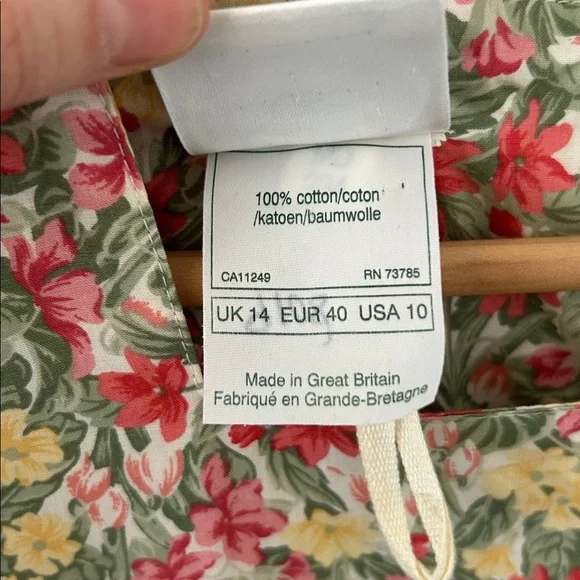 100% cotton/coton
/katoen/baumwolle
CA11249 RN 73785
UK 14 EUR 40 USA 10
Made in Great Britain
Fabriqué en Grande-Bretagne